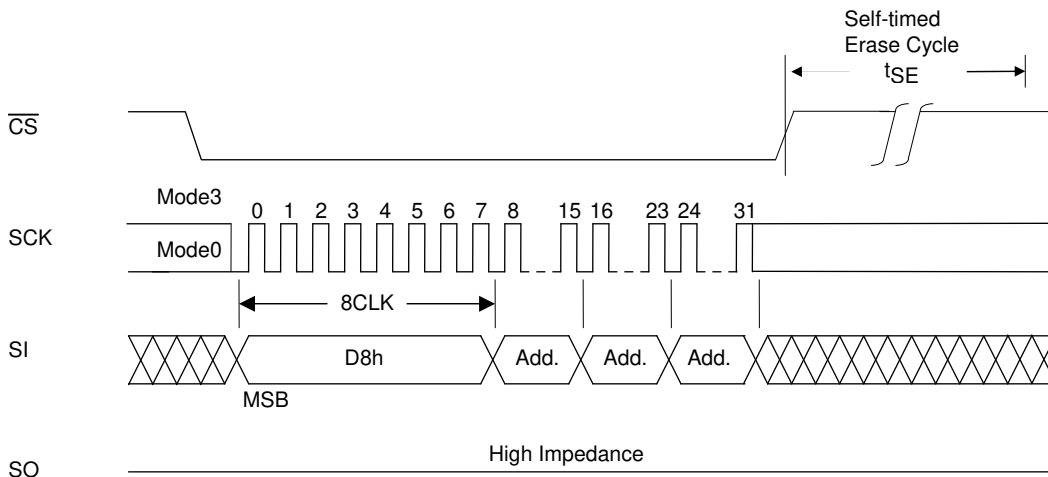 Self-timed
Erase Cycle
tSE
CS
Mode3
0 1 2 3 4 5 6 7 8 15 16 23 24 31
SCK
Mode0
8CLK
SI
D8h Add. Add. Add.
MSB
High Impedance
SO